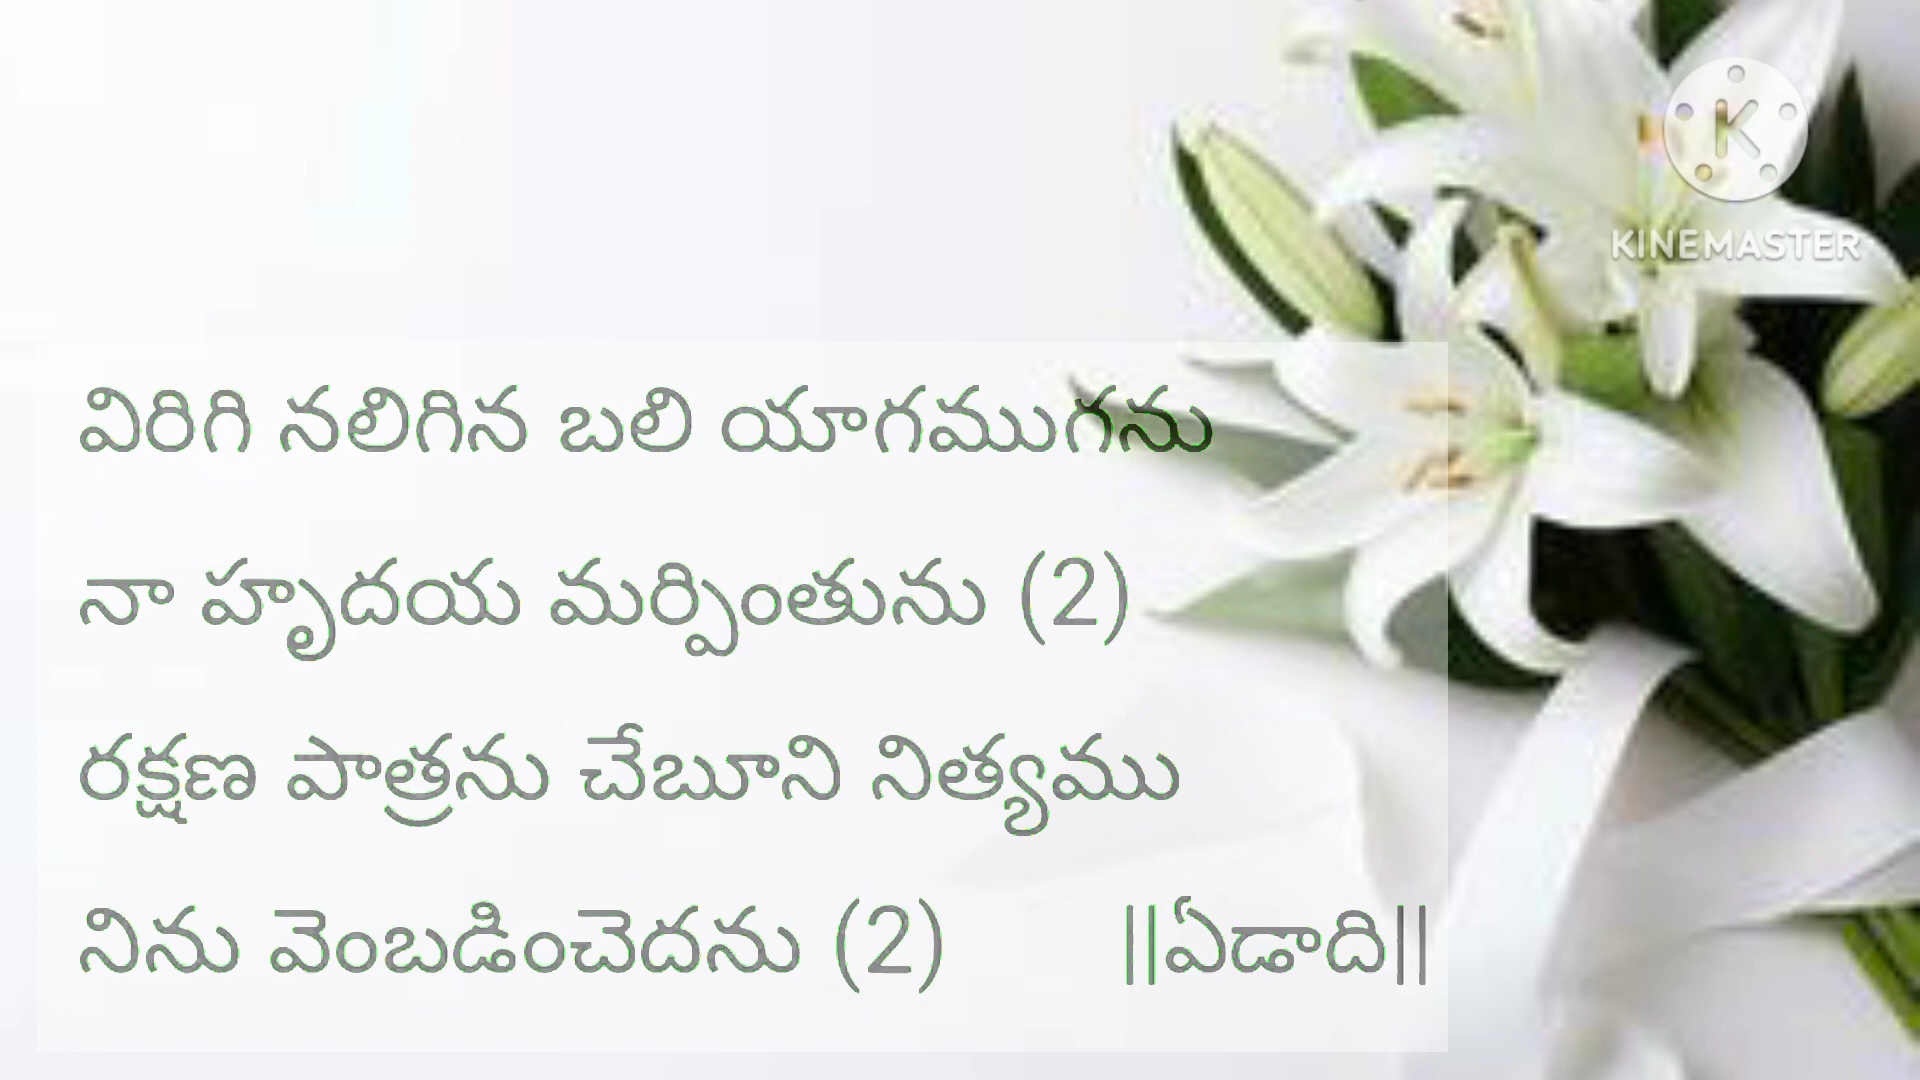 KINEMASTER
విరిగి నలిగిన బలి యాగముగను
నా హృదయ మర్పింతును (2)
రక్షణ పాత్రను చేబూని నిత్యము
నిను వెంబడించెదను (2) ||ఏడాది||